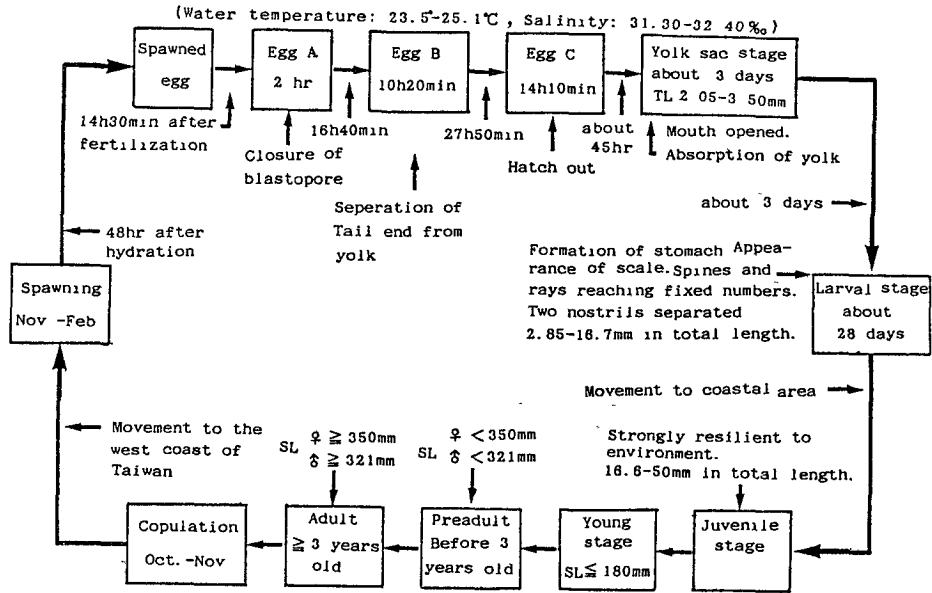 (Water temperature: 23.5°-25.1℃, Salinity: 31.30-32 40‰)
Spawned
egg
Egg A
2 hr
Egg B
10h20min
Egg C
14h10min
Yolk sac stage
about 3 days
TL 2 05-3 50mm
14h30min after
fertilization
Closure of
blastopore
16h40min
Seperation of
Tail end from
yolk
27h50min
Hatch out
about
45hr
Mouth opened.
Absorption of yolk
about 3 days
Formation of stomach Appea-
rance of scale. Spines and
rays reaching fixed numbers.
Two nostrils separated
2.85-16.7mm in total length.
Larval stage
about
28 days
Movement to coastal area
Strongly resilient to
environment.
16.6-50mm in total length.
Juvenile
stage
Young
stage
SL≦ 180mm
SL ♀ <350mm
♂ <321mm
Preadult
Before 3
years old
SL ♀ ≧ 350mm
♂ ≧ 321mm
Adult
≧ 3 years
old
Copulation
Oct.-Nov
Movement to the
west coast of
Taiwan
Spawning
Nov -Feb
48hr after
hydration